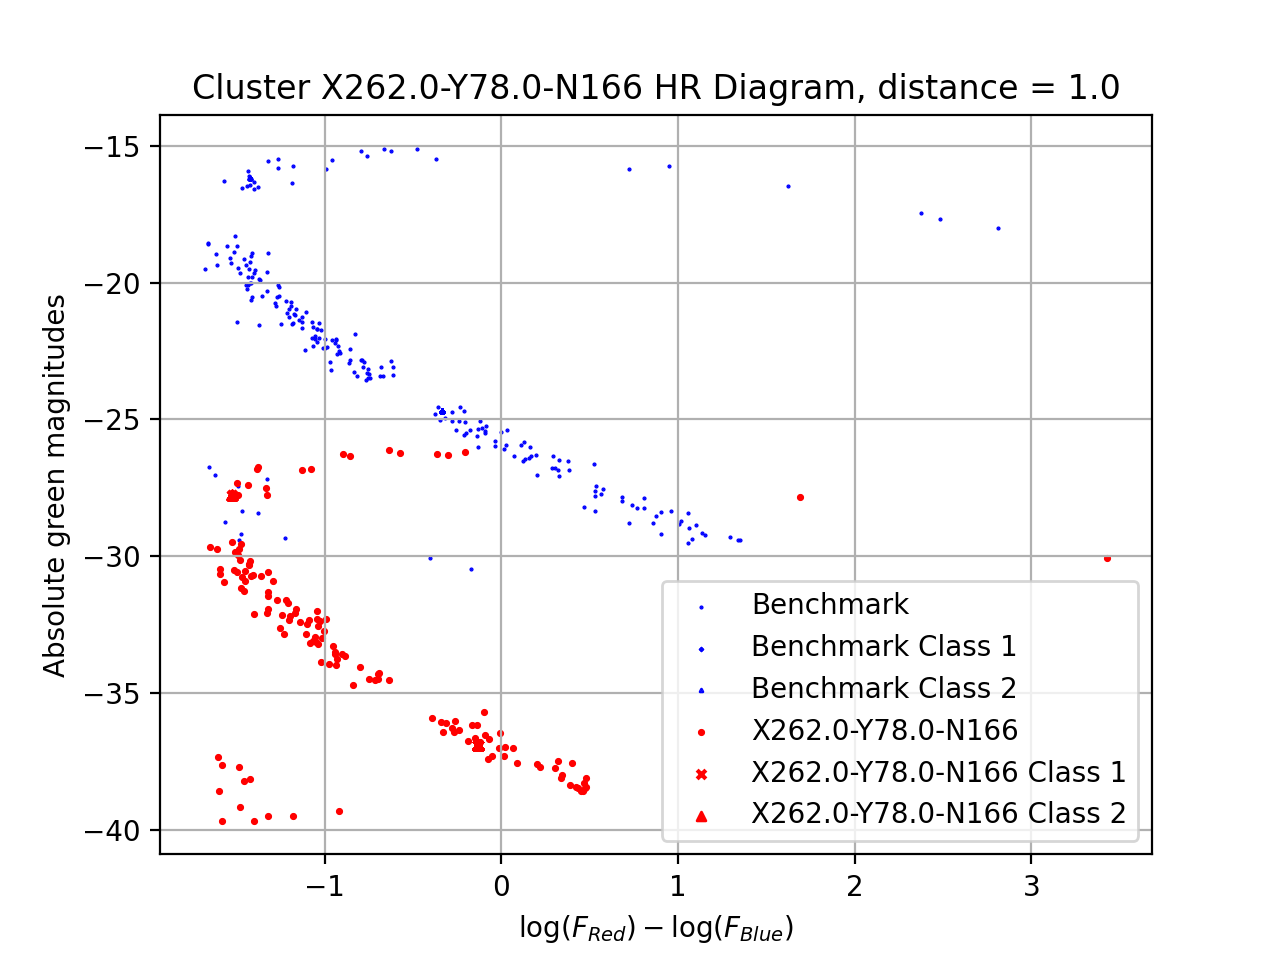 Cluster X262.0-Y78.0-N166 HR Diagram, distance = 1.0
Absolute green magnitudes
−15
−20
−25
−30
−35
−40
Benchmark
Benchmark Class 1
Benchmark Class 2
X262.0-Y78.0-N166
X262.0-Y78.0-N166 Class 1
X262.0-Y78.0-N166 Class 2
−1 0 1 2 3
log(F_Red) − log(F_Blue)